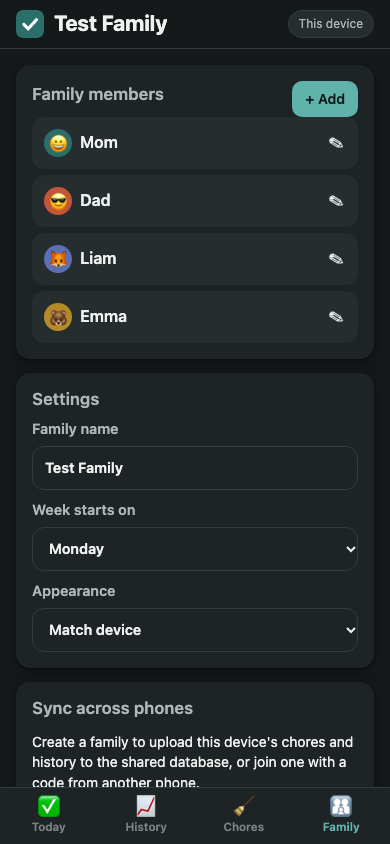 Test Family
This device
Family members
+ Add
Mom
Dad
Liam
Emma
Settings
Family name
Test Family
Week starts on
Monday
Appearance
Match device
Sync across phones
Create a family to upload this device's chores and
history to the shared database, or join one with a
code from another phone.
Today
History
Chores
Family